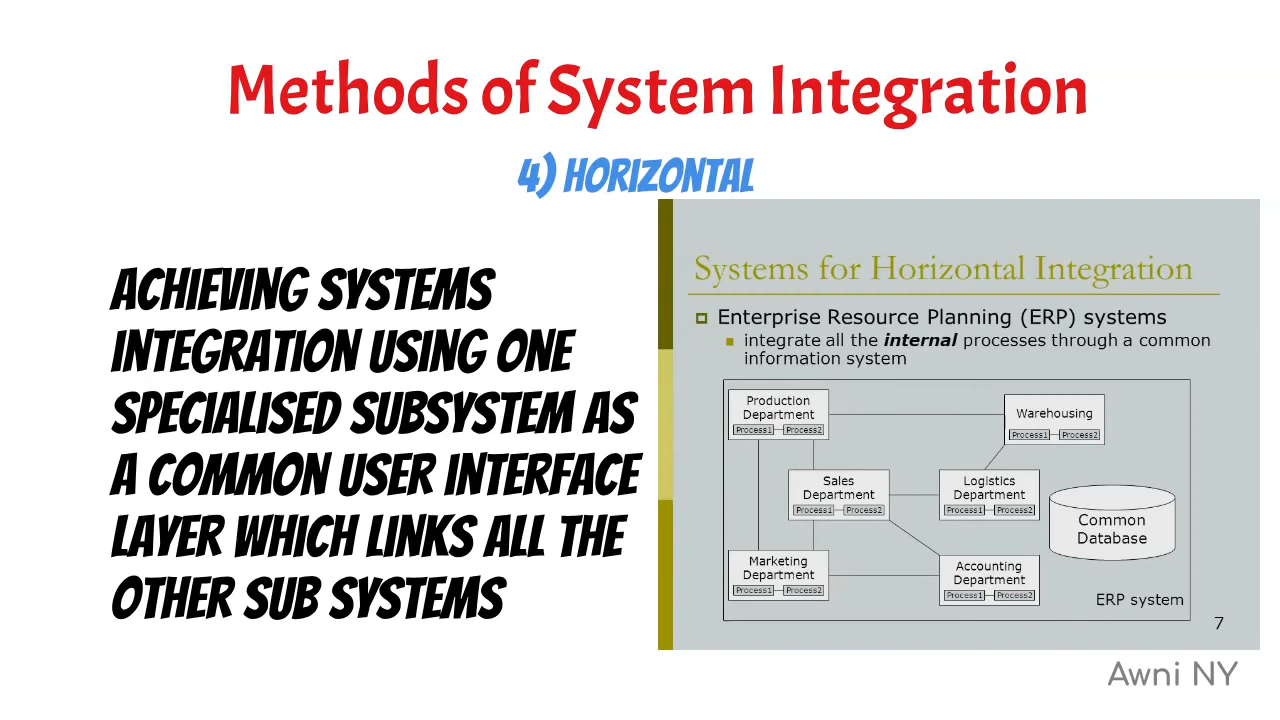 Methods of System Integration
4) HORIZONTAL
ACHIEVING SYSTEMS
INTEGRATION USING ONE
SPECIALISED SUBSYSTEM AS
A COMMON USER INTERFACE
LAYER WHICH LINKS ALL THE
OTHER SUB SYSTEMS
Systems for Horizontal Integration
Enterprise Resource Planning (ERP) systems
integrate all the internal processes through a common
information system
Production
Department
Process1 Process2
Warehousing
Process1 Process2
Sales
Department
Process1 Process2
Logistics
Department
Process1 Process2
Common
Database
Marketing
Department
Process1 Process2
Accounting
Department
Process1 Process2
ERP system
7
Awni NY